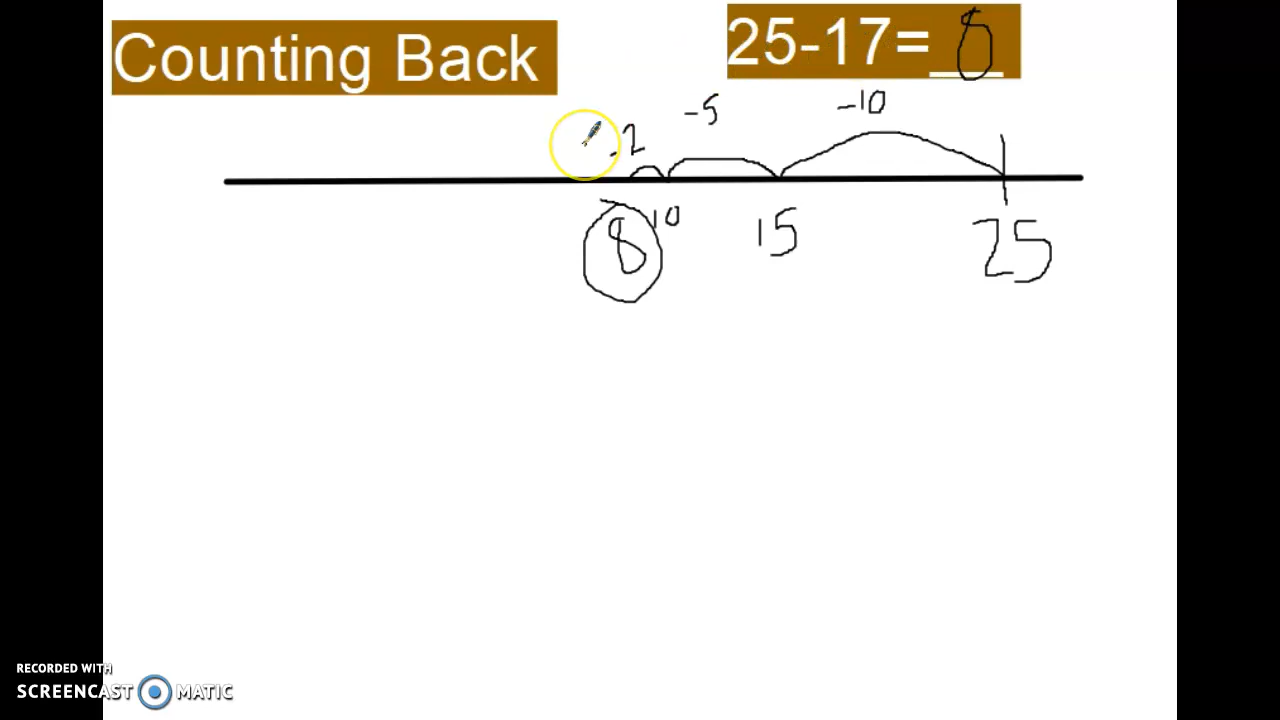 Counting Back
25-17=8
-2 -5 -10
8 10 15 25
RECORDED WITH
SCREENCAST MATIC